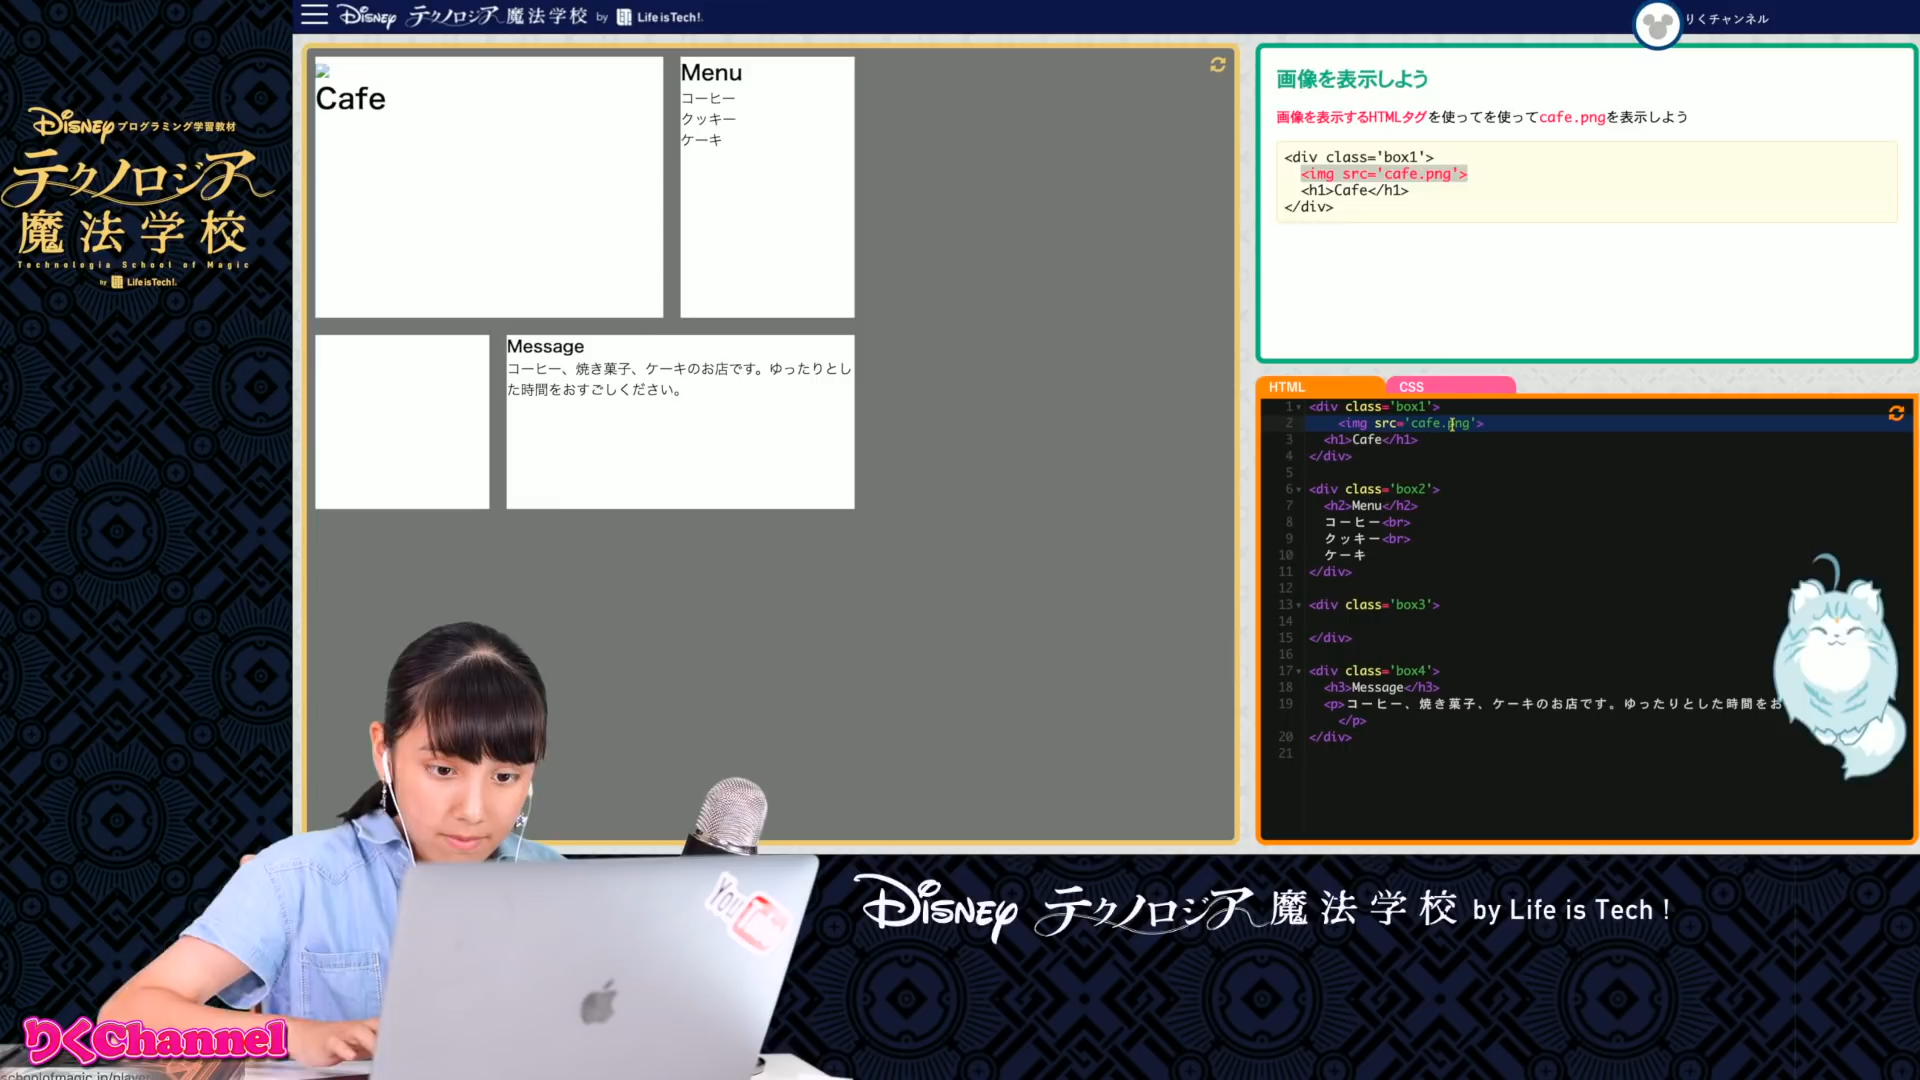 Disney テクノロジア魔法学校 by Life is Tech!.
りくチャンネル
Disney プログラミング学習教材
テクノロジア
魔法学校
Technologia School of Magic
by Life is Tech!.
Cafe
Menu
コーヒー
クッキー
ケーキ
Message
コーヒー、焼き菓子、ケーキのお店です。ゆったりとし
た時間をおすごしください。
画像を表示しよう
画像を表示するHTMLタグを使ってを使ってcafe.pngを表示しよう
<div class='box1'>
<img src='cafe.png'>
<h1>Cafe</h1>
</div>
HTML CSS
1 <div class='box1'>
2 <img src='cafe.png'>
3 <h1>Cafe</h1>
4 </div>
5
6 <div class='box2'>
7 <h2>Menu</h2>
8 コーヒー<br>
9 クッキー<br>
10 ケーキ
11 </div>
12
13 <div class='box3'>
14
15 </div>
16
17 <div class='box4'>
18 <h3>Message</h3>
19 <p>コーヒー、焼き菓子、ケーキのお店です。ゆったりとした時間をお
</p>
20 </div>
21
YouTube
Disney テクノロジア 魔法学校 by Life is Tech !
りくChannel
schoolofmagic.jp/player